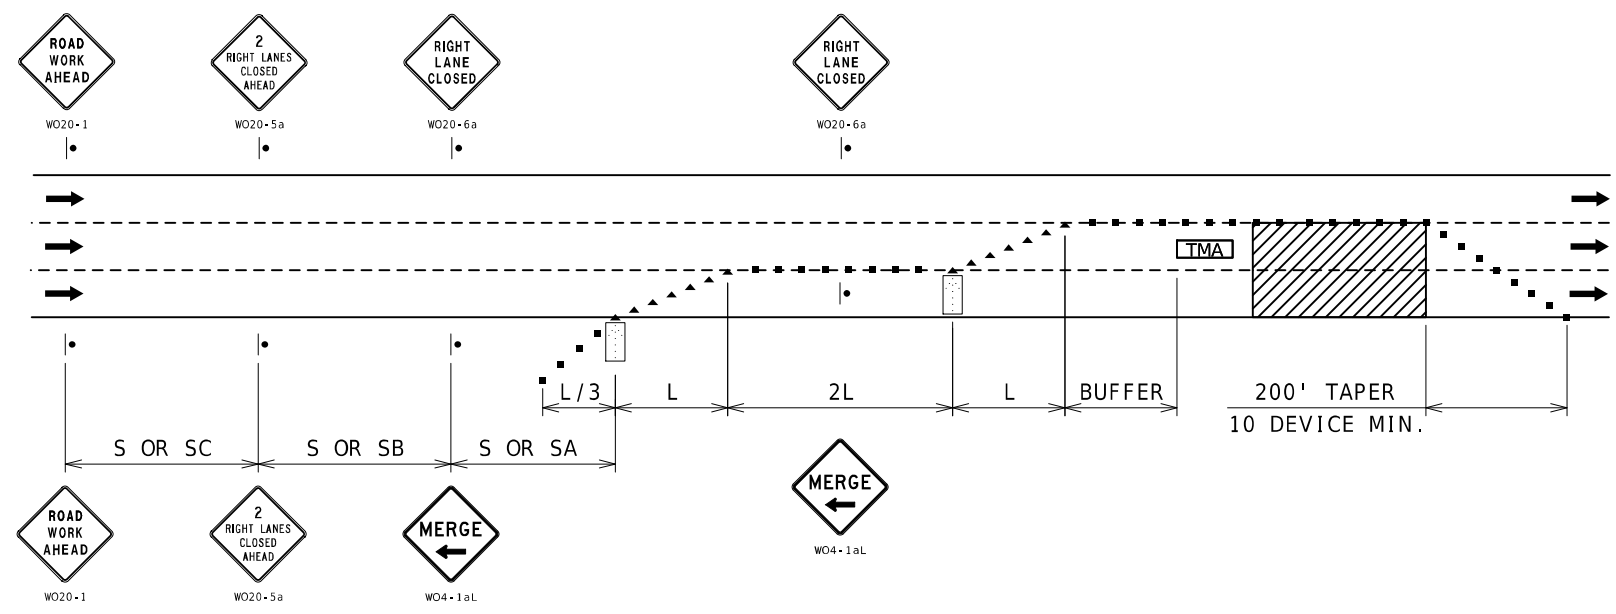 ROAD
WORK
AHEAD
WO20-1
2
RIGHT LANES
CLOSED
AHEAD
WO20-5a
RIGHT
LANE
CLOSED
WO20-6a
RIGHT
LANE
CLOSED
WO20-6a
TMA
L/3
L
2L
L
BUFFER
200' TAPER
10 DEVICE MIN.
S OR SC
S OR SB
S OR SA
ROAD
WORK
AHEAD
WO20-1
2
RIGHT LANES
CLOSED
AHEAD
WO20-5a
MERGE
WO4-1aL
MERGE
WO4-1aL